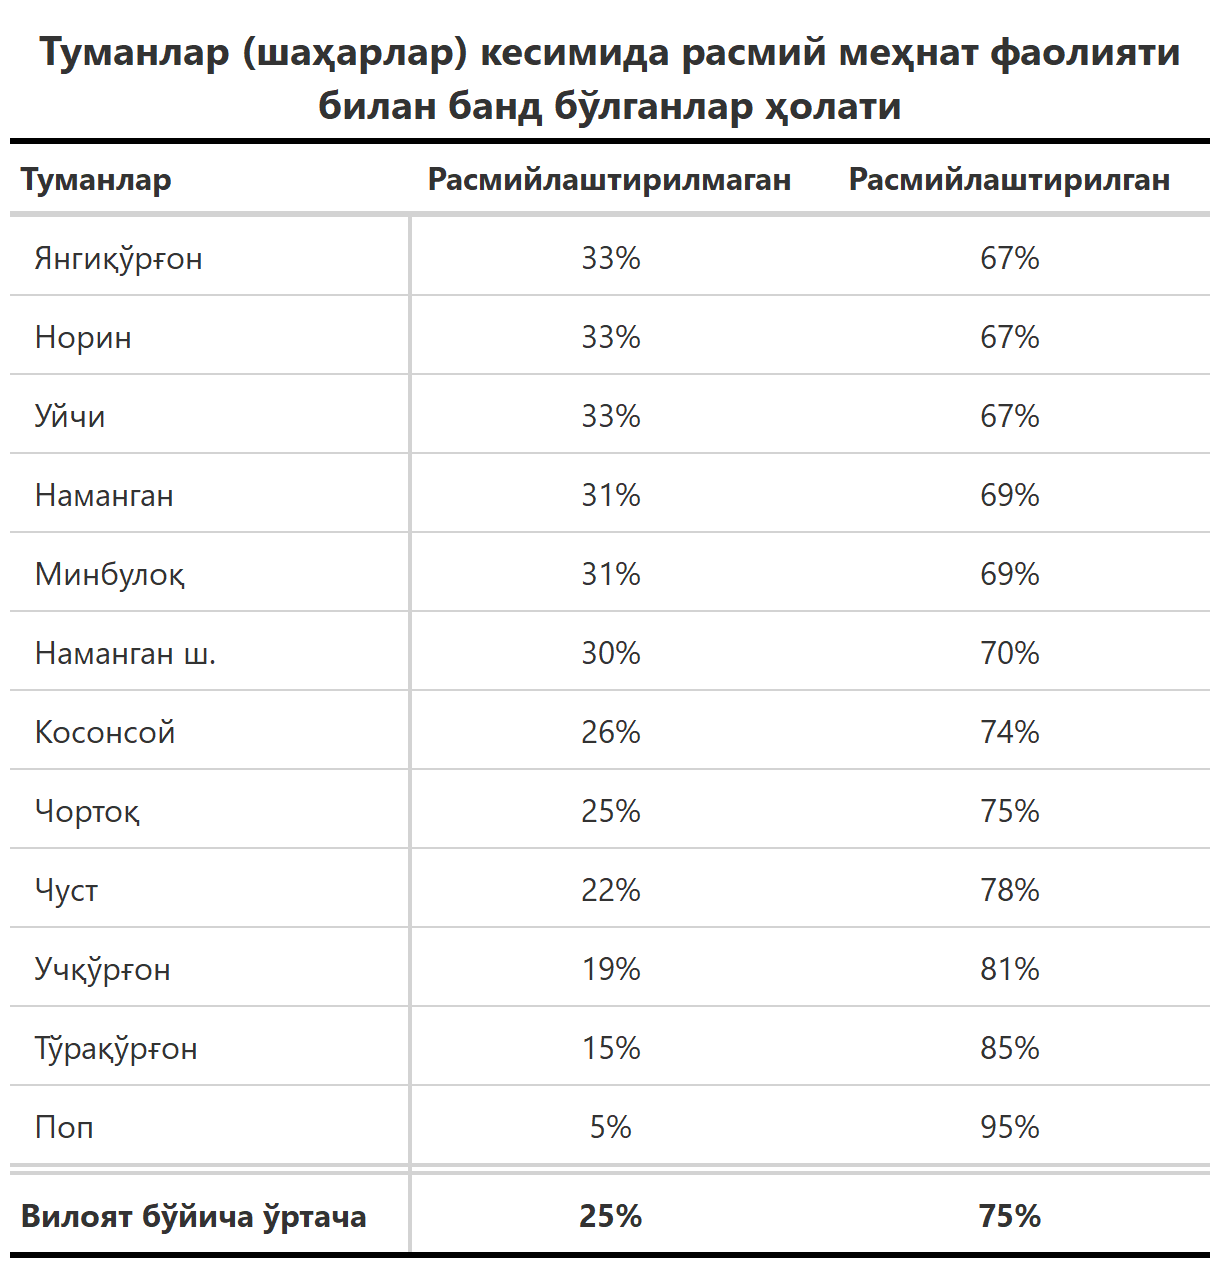 Туманлар (шаҳарлар) кесимида расмий меҳнат фаолияти
билан банд бўлганлар ҳолати
Туманлар Расмийлаштирилмаган Расмийлаштирилган
Янгиқўрғон 33% 67%
Норин 33% 67%
Уйчи 33% 67%
Наманган 31% 69%
Минбулоқ 31% 69%
Наманган ш. 30% 70%
Косонсой 26% 74%
Чортоқ 25% 75%
Чуст 22% 78%
Учқўрғон 19% 81%
Тўрақўрғон 15% 85%
Поп 5% 95%
Вилоят бўйича ўртача 25% 75%